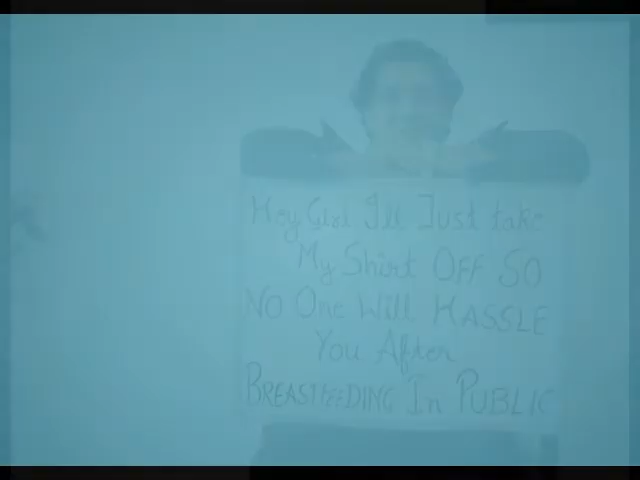 Hey Girl I'll Just take
My Shirt OFF SO
NO One Will HASSLE
You After
BREASTFEEDING In PUBLIC